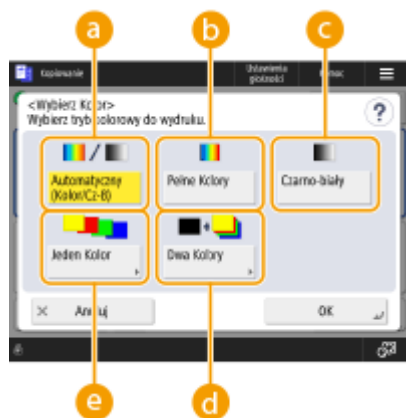 a
b
c
Kopiowanie
Ustawienia
głośności
<Wybierz Kolor>
Wybierz tryb kolorowy do wydruku.
?
/
Automatyczny
(Kolor/Cz-B)
Pełne Kolory
Czarno-biały
+
Jeden Kolor
Dwa Kolory
× Anuluj
OK
e
d